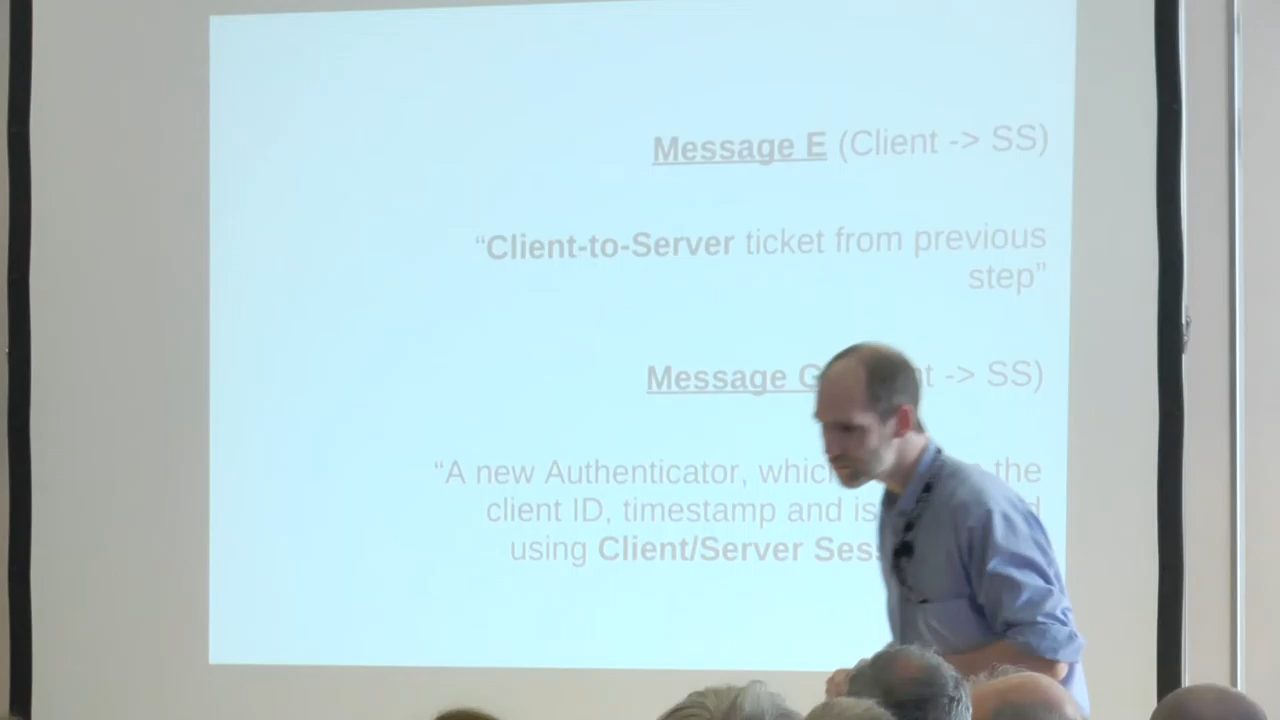 Message E (Client -> SS)
“Client-to-Server ticket from previous
step”
Message G -> SS)
“A new Authenticator, which the
client ID, timestamp and is
using Client/Server